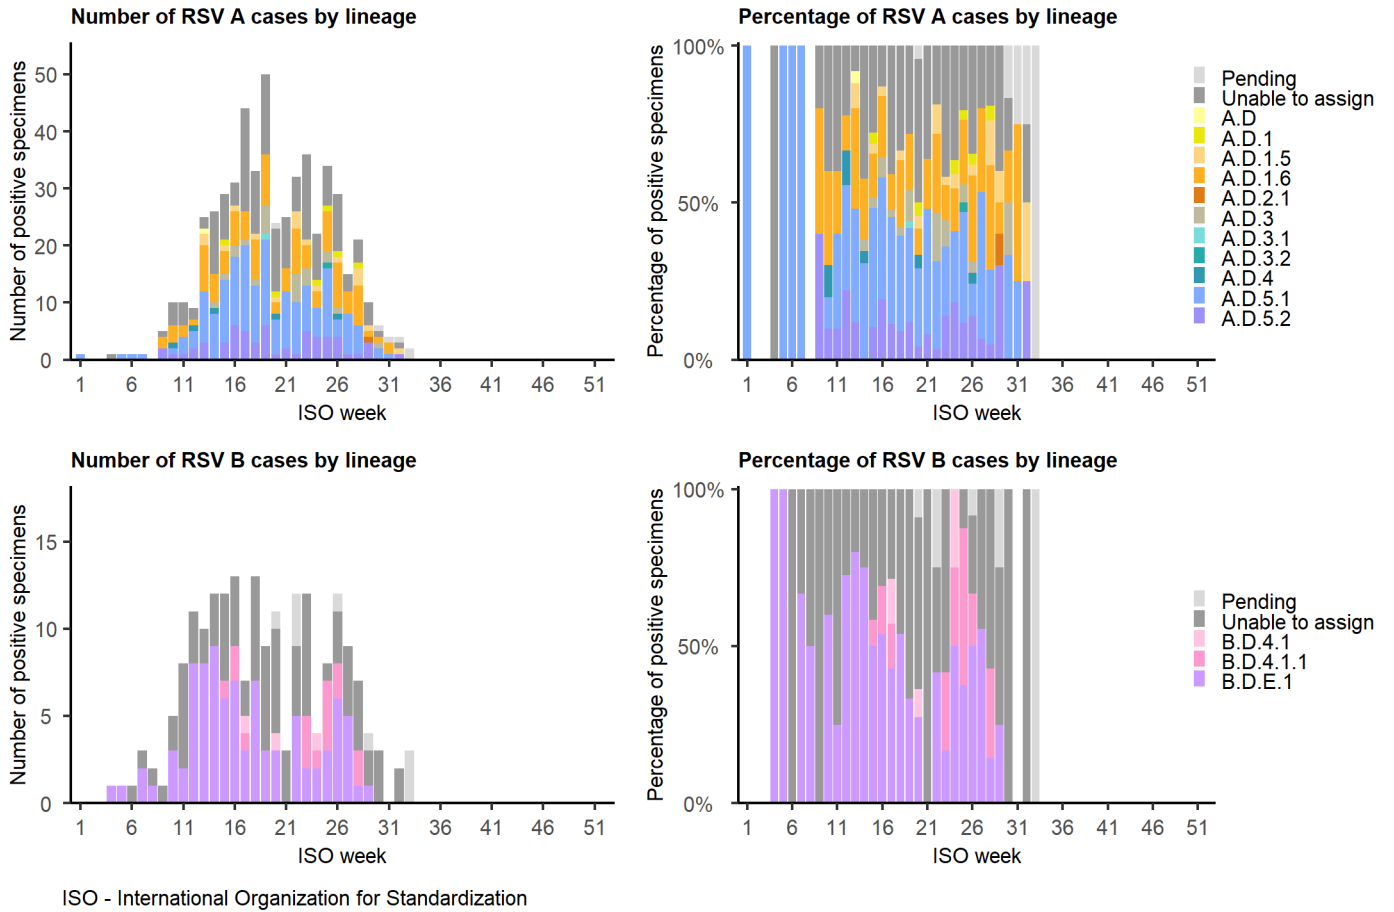 Number of RSV A cases by lineage
Number of positive specimens
50
40
30
20
10
0
1 6 11 16 21 26 31 36 41 46 51
ISO week
Percentage of RSV A cases by lineage
Percentage of positive specimens
100%
50%
0%
1 6 11 16 21 26 31 36 41 46 51
ISO week
Pending
Unable to assign
A.D
A.D.1
A.D.1.5
A.D.1.6
A.D.2.1
A.D.3
A.D.3.1
A.D.3.2
A.D.4
A.D.5.1
A.D.5.2
Number of RSV B cases by lineage
Number of positive specimens
15
10
5
0
1 6 11 16 21 26 31 36 41 46 51
ISO week
Percentage of RSV B cases by lineage
Percentage of positive specimens
100%
50%
0%
1 6 11 16 21 26 31 36 41 46 51
ISO week
Pending
Unable to assign
B.D.4.1
B.D.4.1.1
B.D.E.1
ISO - International Organization for Standardization